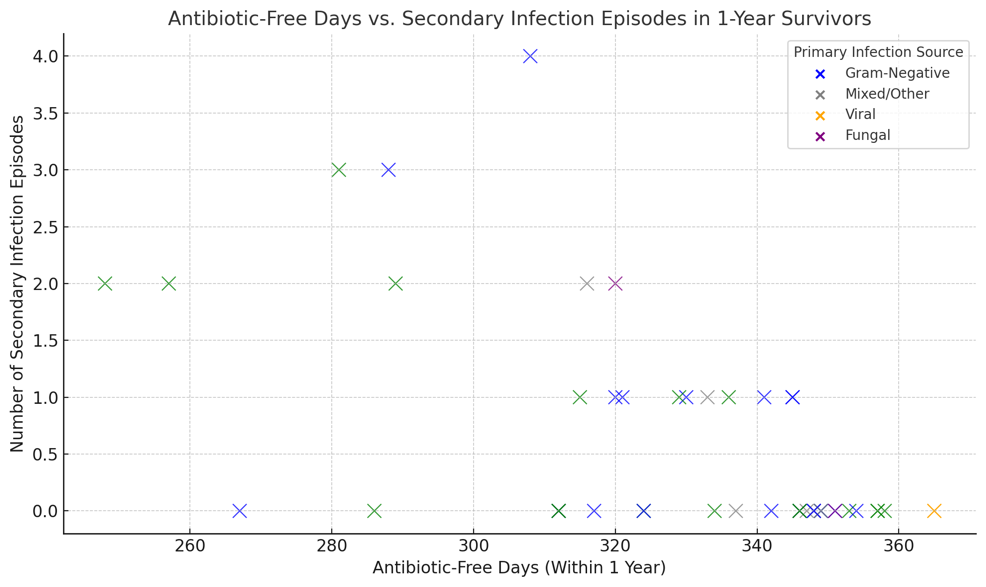 Antibiotic-Free Days vs. Secondary Infection Episodes in 1-Year Survivors
Primary Infection Source
Gram-Negative
Mixed/Other
Viral
Fungal
Number of Secondary Infection Episodes
4.0
3.5
3.0
2.5
2.0
1.5
1.0
0.5
0.0
260 280 300 320 340 360
Antibiotic-Free Days (Within 1 Year)